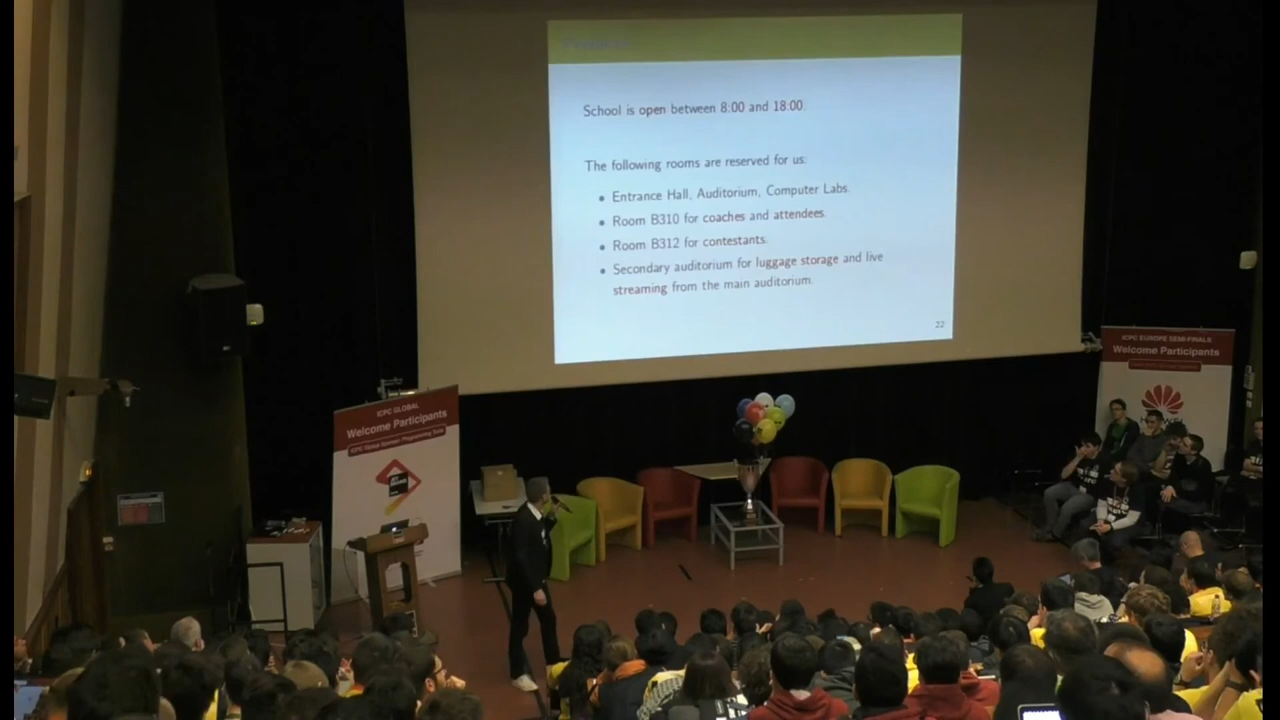 School is open between 8:00 and 18:00.
The following rooms are reserved for us:
• Entrance Hall, Auditorium, Computer Labs.
• Room B310 for coaches and attendees.
• Room B312 for contestants.
• Secondary auditorium for luggage storage and live
streaming from the main auditorium.
22
ICPC GLOBAL
Welcome Participants
ICPC EUROPE SEMI-FINALS
Welcome Participants